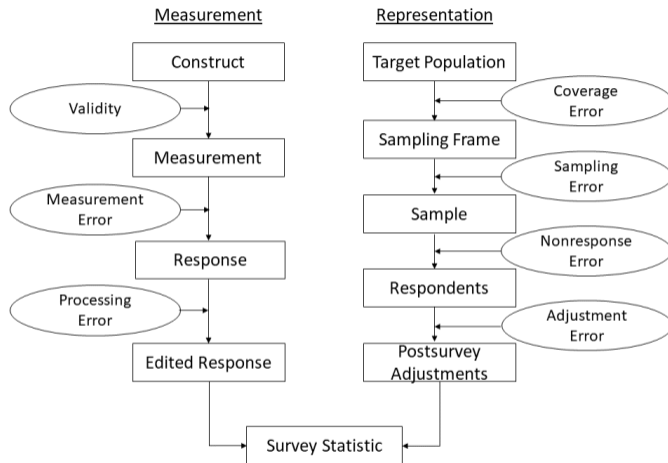 Measurement
Construct
Validity
Measurement
Measurement
Error
Response
Processing
Error
Edited Response
Representation
Target Population
Coverage
Error
Sampling Frame
Sampling
Error
Sample
Nonresponse
Error
Respondents
Adjustment
Error
Postsurvey
Adjustments
Survey Statistic